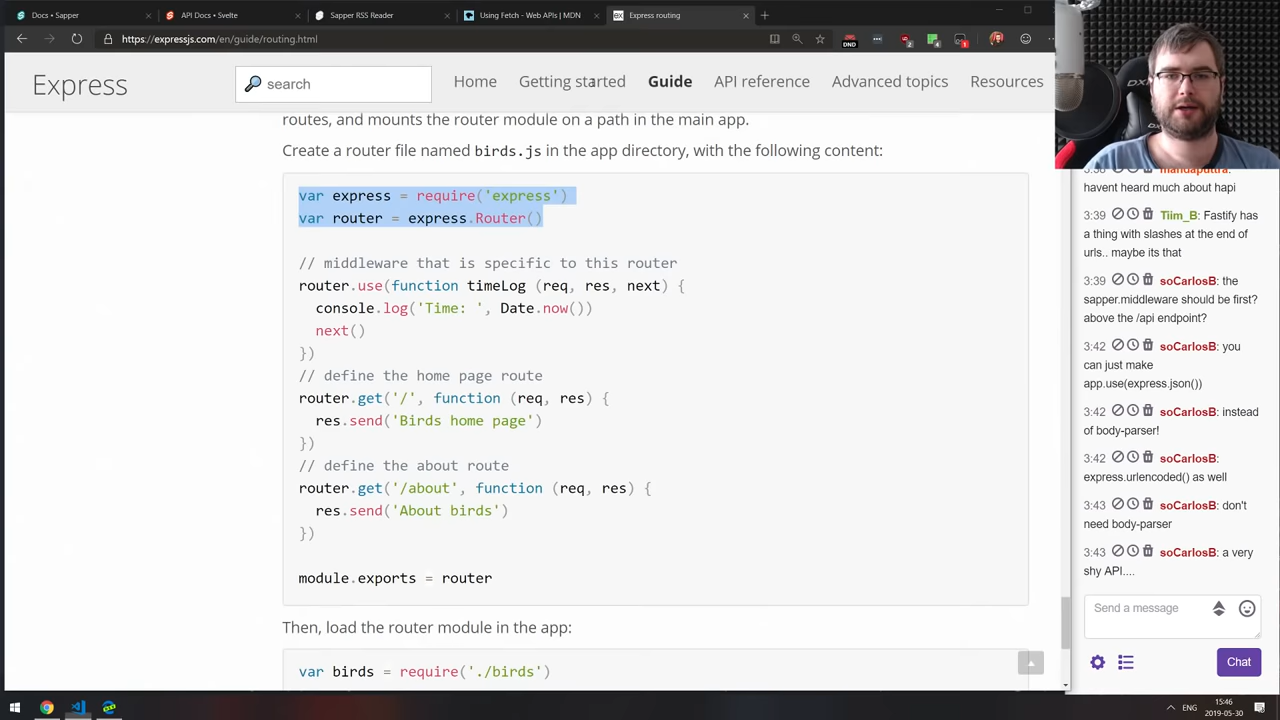 Docs • Sapper
API Docs • Svelte
Sapper RSS Reader
Using Fetch - Web APIs | MDN
Express routing
https://expressjs.com/en/guide/routing.html
DND
2
4
1
Express
search
Home
Getting started
Guide
API reference
Advanced topics
Resources
routes, and mounts the router module on a path in the main app.
Create a router file named birds.js in the app directory, with the following content:
var express = require('express')
var router = express.Router()
// middleware that is specific to this router
router.use(function timeLog (req, res, next) {
console.log('Time: ', Date.now())
next()
})
// define the home page route
router.get('/', function (req, res) {
res.send('Birds home page')
})
// define the about route
router.get('/about', function (req, res) {
res.send('About birds')
})
module.exports = router
Then, load the router module in the app:
var birds = require('./birds')
3:38 mandaputtra:
havent heard much about hapi
3:39 Tiim_B: Fastify has
a thing with slashes at the end of
urls.. maybe its that
3:39 soCarlosB: the
sapper.middleware should be first?
above the /api endpoint?
3:42 soCarlosB: you
can just make
app.use(express.json())
3:42 soCarlosB: instead
of body-parser!
3:42 soCarlosB:
express.urlencoded() as well
3:43 soCarlosB: don't
need body-parser
3:43 soCarlosB: a very
shy API....
Send a message
Chat
ENG
15:46
2019-05-30